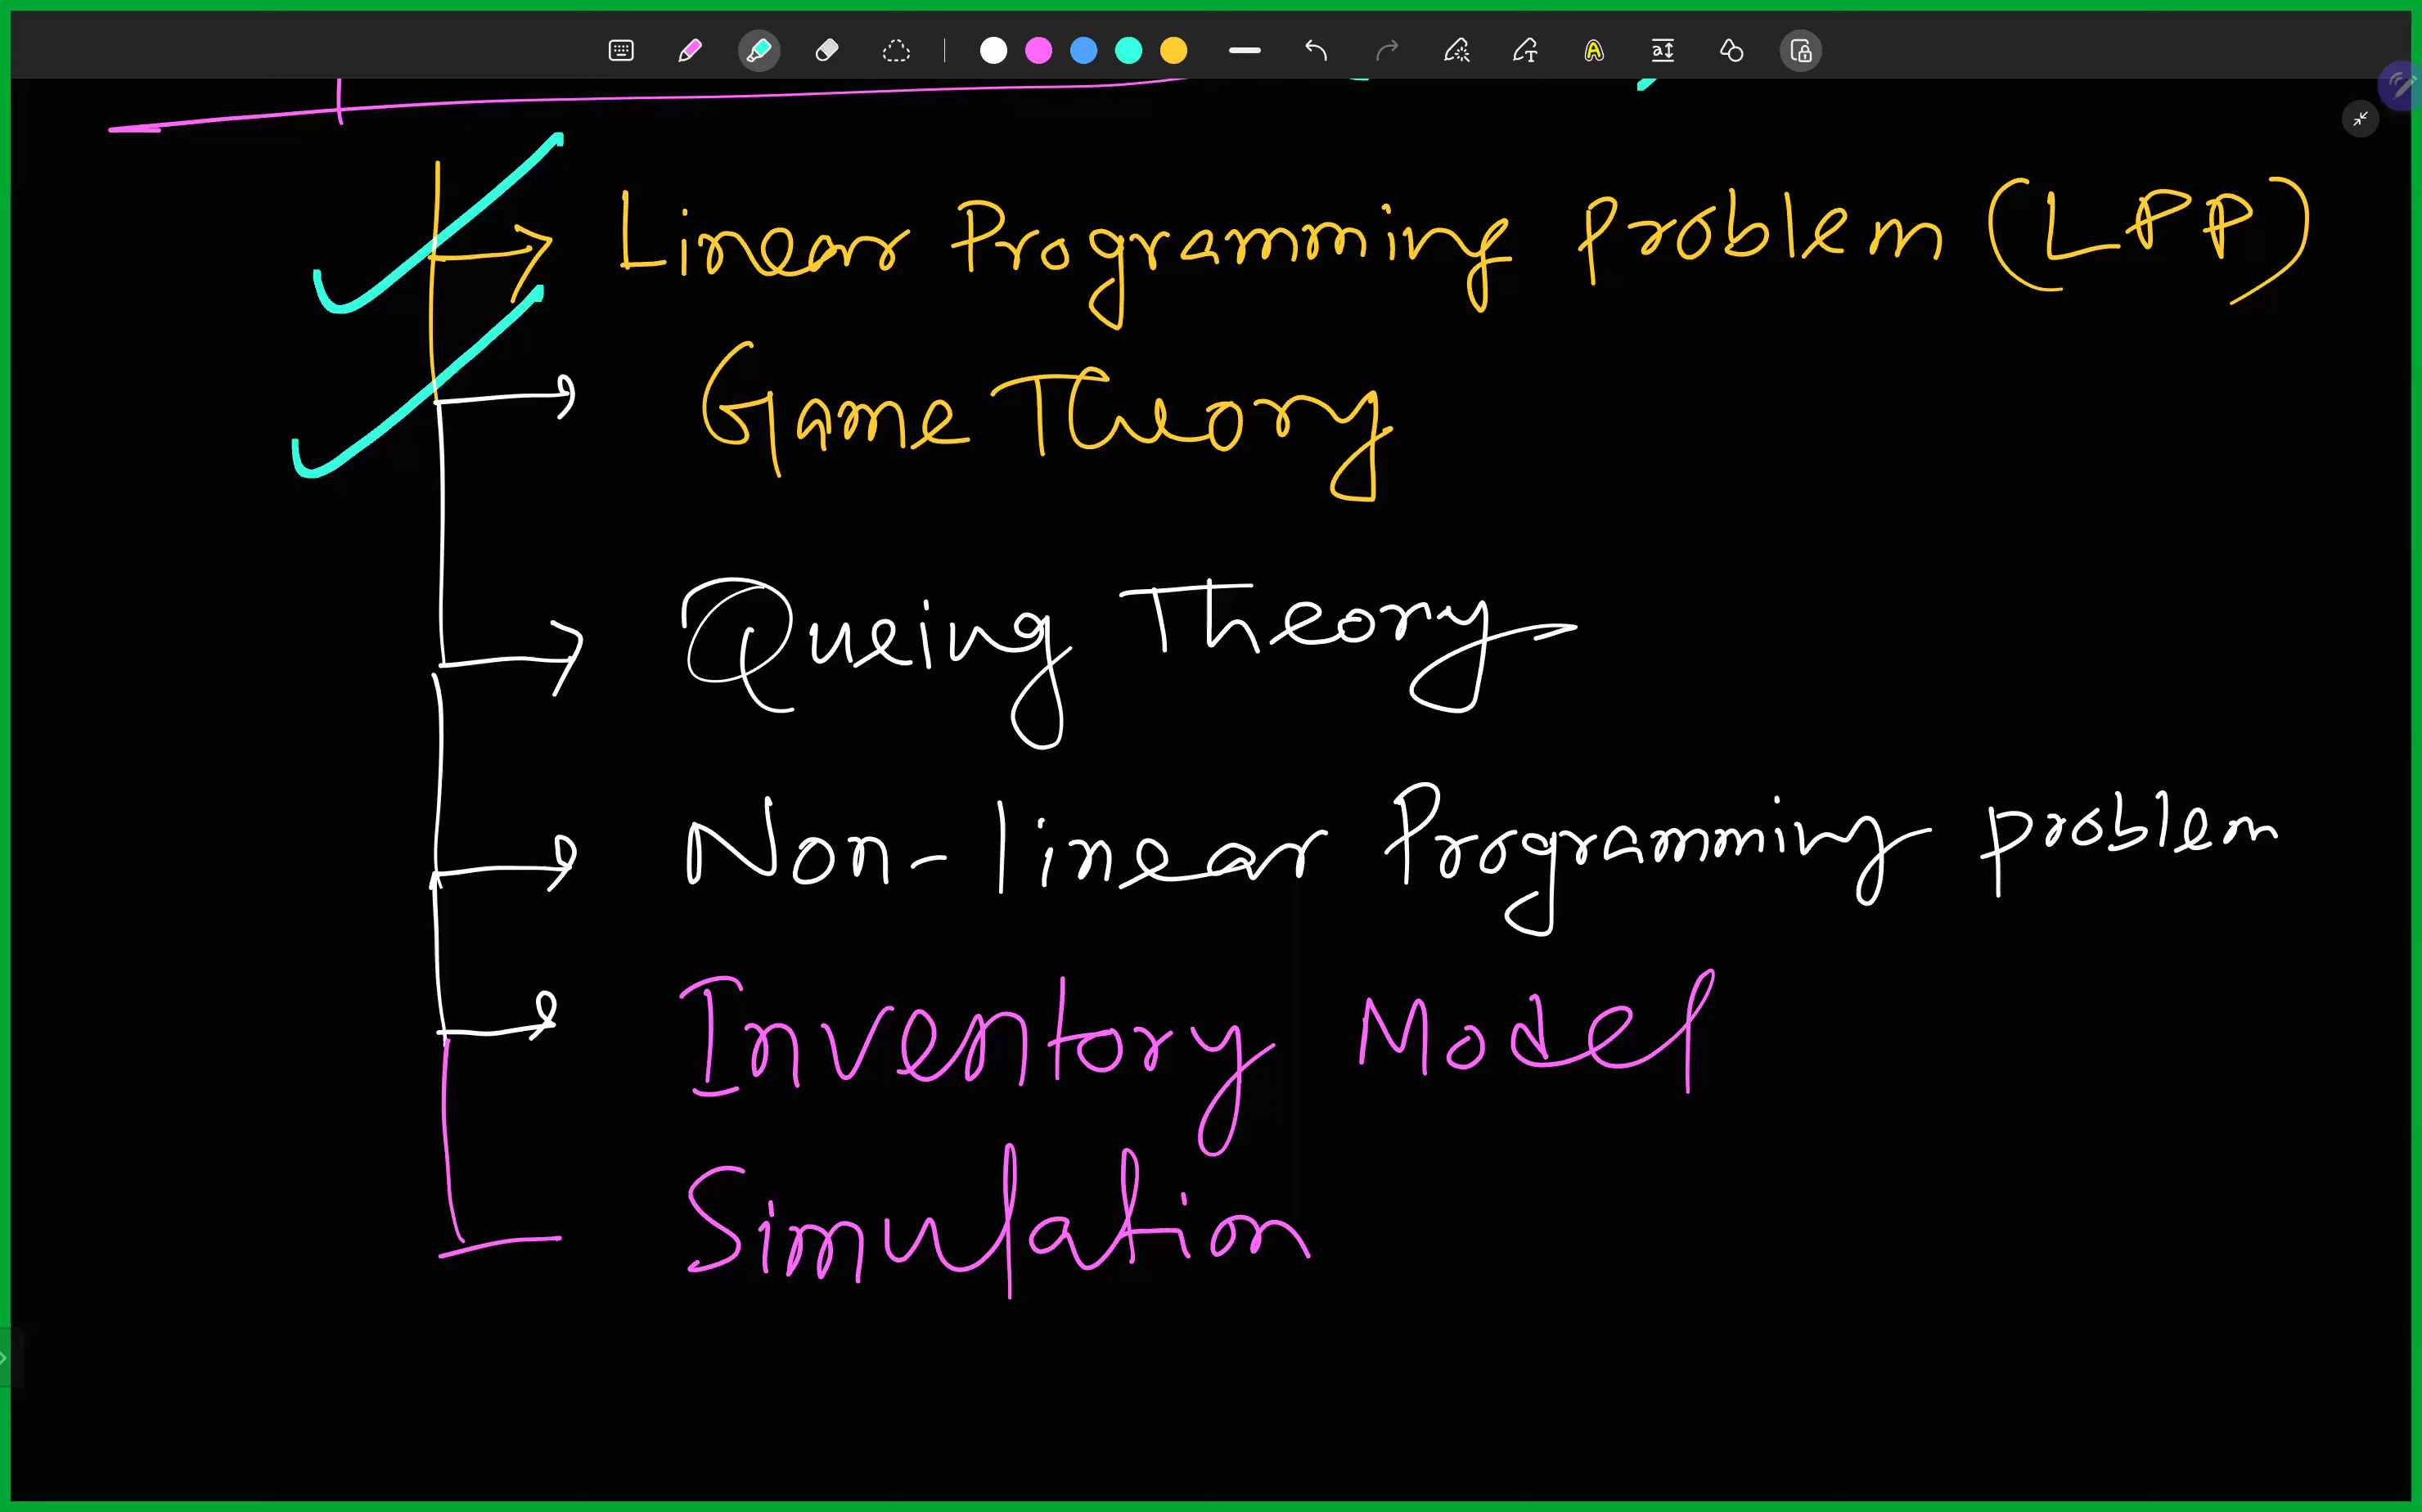 Linear Programming Problem (LPP)
Game Theory
Queing Theory
Non-linear Programming problem
Inventory Model
Simulation